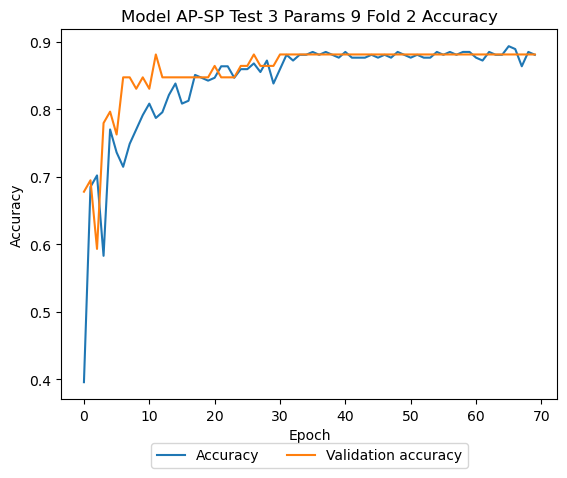 Model AP-SP Test 3 Params 9 Fold 2 Accuracy
Accuracy
0.9
0.8
0.7
0.6
0.5
0.4
0 10 20 30 40 50 60 70
Epoch
Accuracy Validation accuracy